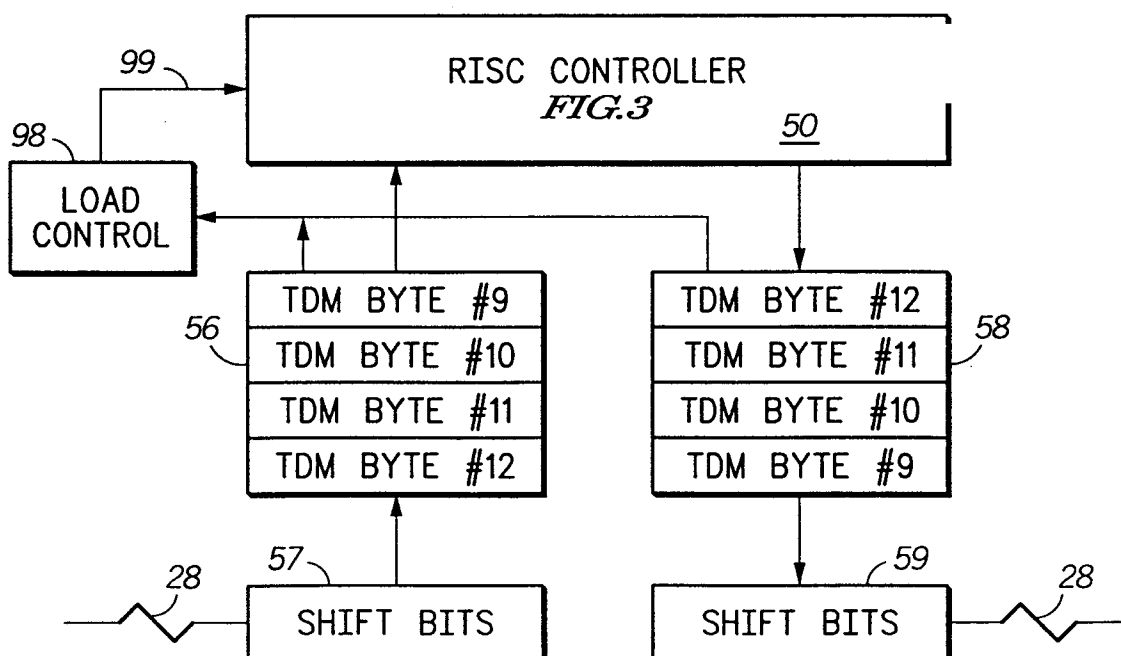 RISC CONTROLLER
FIG.3
50
99
98
LOAD
CONTROL
56
TDM BYTE #9
TDM BYTE #10
TDM BYTE #11
TDM BYTE #12
TDM BYTE #12
TDM BYTE #11
TDM BYTE #10
TDM BYTE #9
58
28
57
SHIFT BITS
59
SHIFT BITS
28